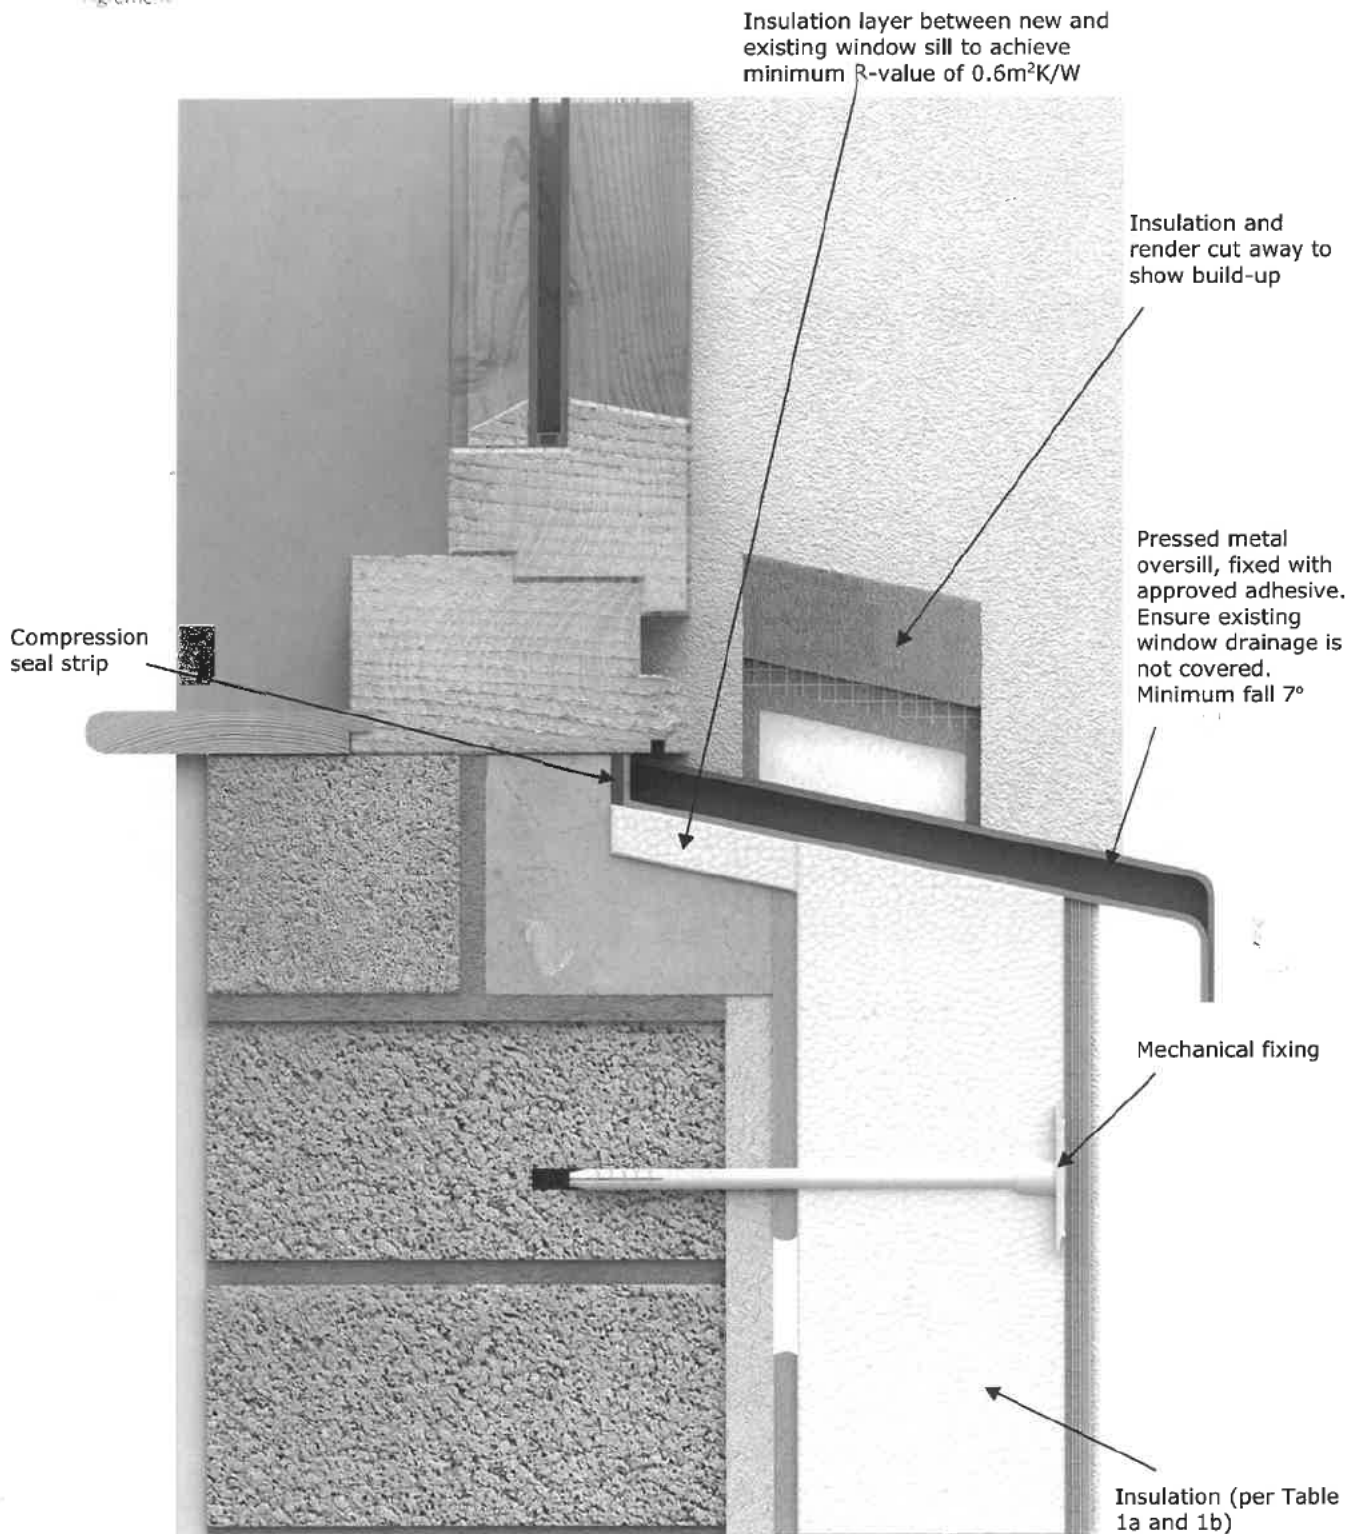 Insulation layer between new and
existing window sill to achieve
minimum R-value of 0.6m²K/W
Insulation and
render cut away to
show build-up
Pressed metal
oversill, fixed with
approved adhesive.
Ensure existing
window drainage is
not covered.
Minimum fall 7°
Compression
seal strip
Mechanical fixing
Insulation (per Table
1a and 1b)